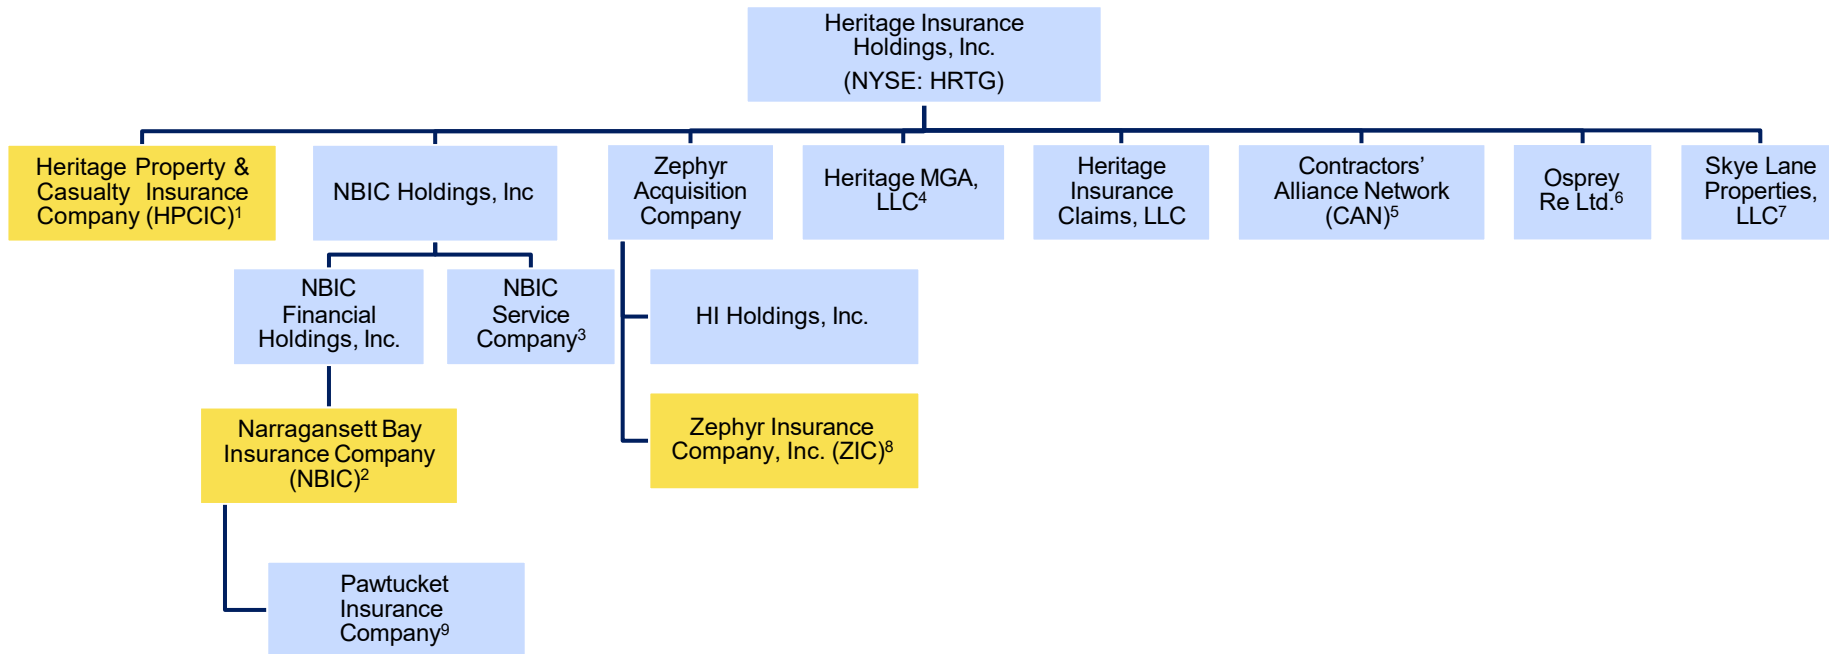 Heritage Insurance
Holdings, Inc.
(NYSE: HRTG)
Heritage Property &
Casualty Insurance
Company (HPCIC)¹
NBIC Holdings, Inc
Zephyr
Acquisition
Company
Heritage MGA,
LLC⁴
Heritage
Insurance
Claims, LLC
Contractors’
Alliance Network
(CAN)⁵
Osprey
Re Ltd.⁶
Skye Lane
Properties,
LLC⁷
NBIC
Financial
Holdings, Inc.
NBIC
Service
Company³
HI Holdings, Inc.
Narragansett Bay
Insurance Company
(NBIC)²
Zephyr Insurance
Company, Inc. (ZIC)⁸
Pawtucket
Insurance
Company⁹